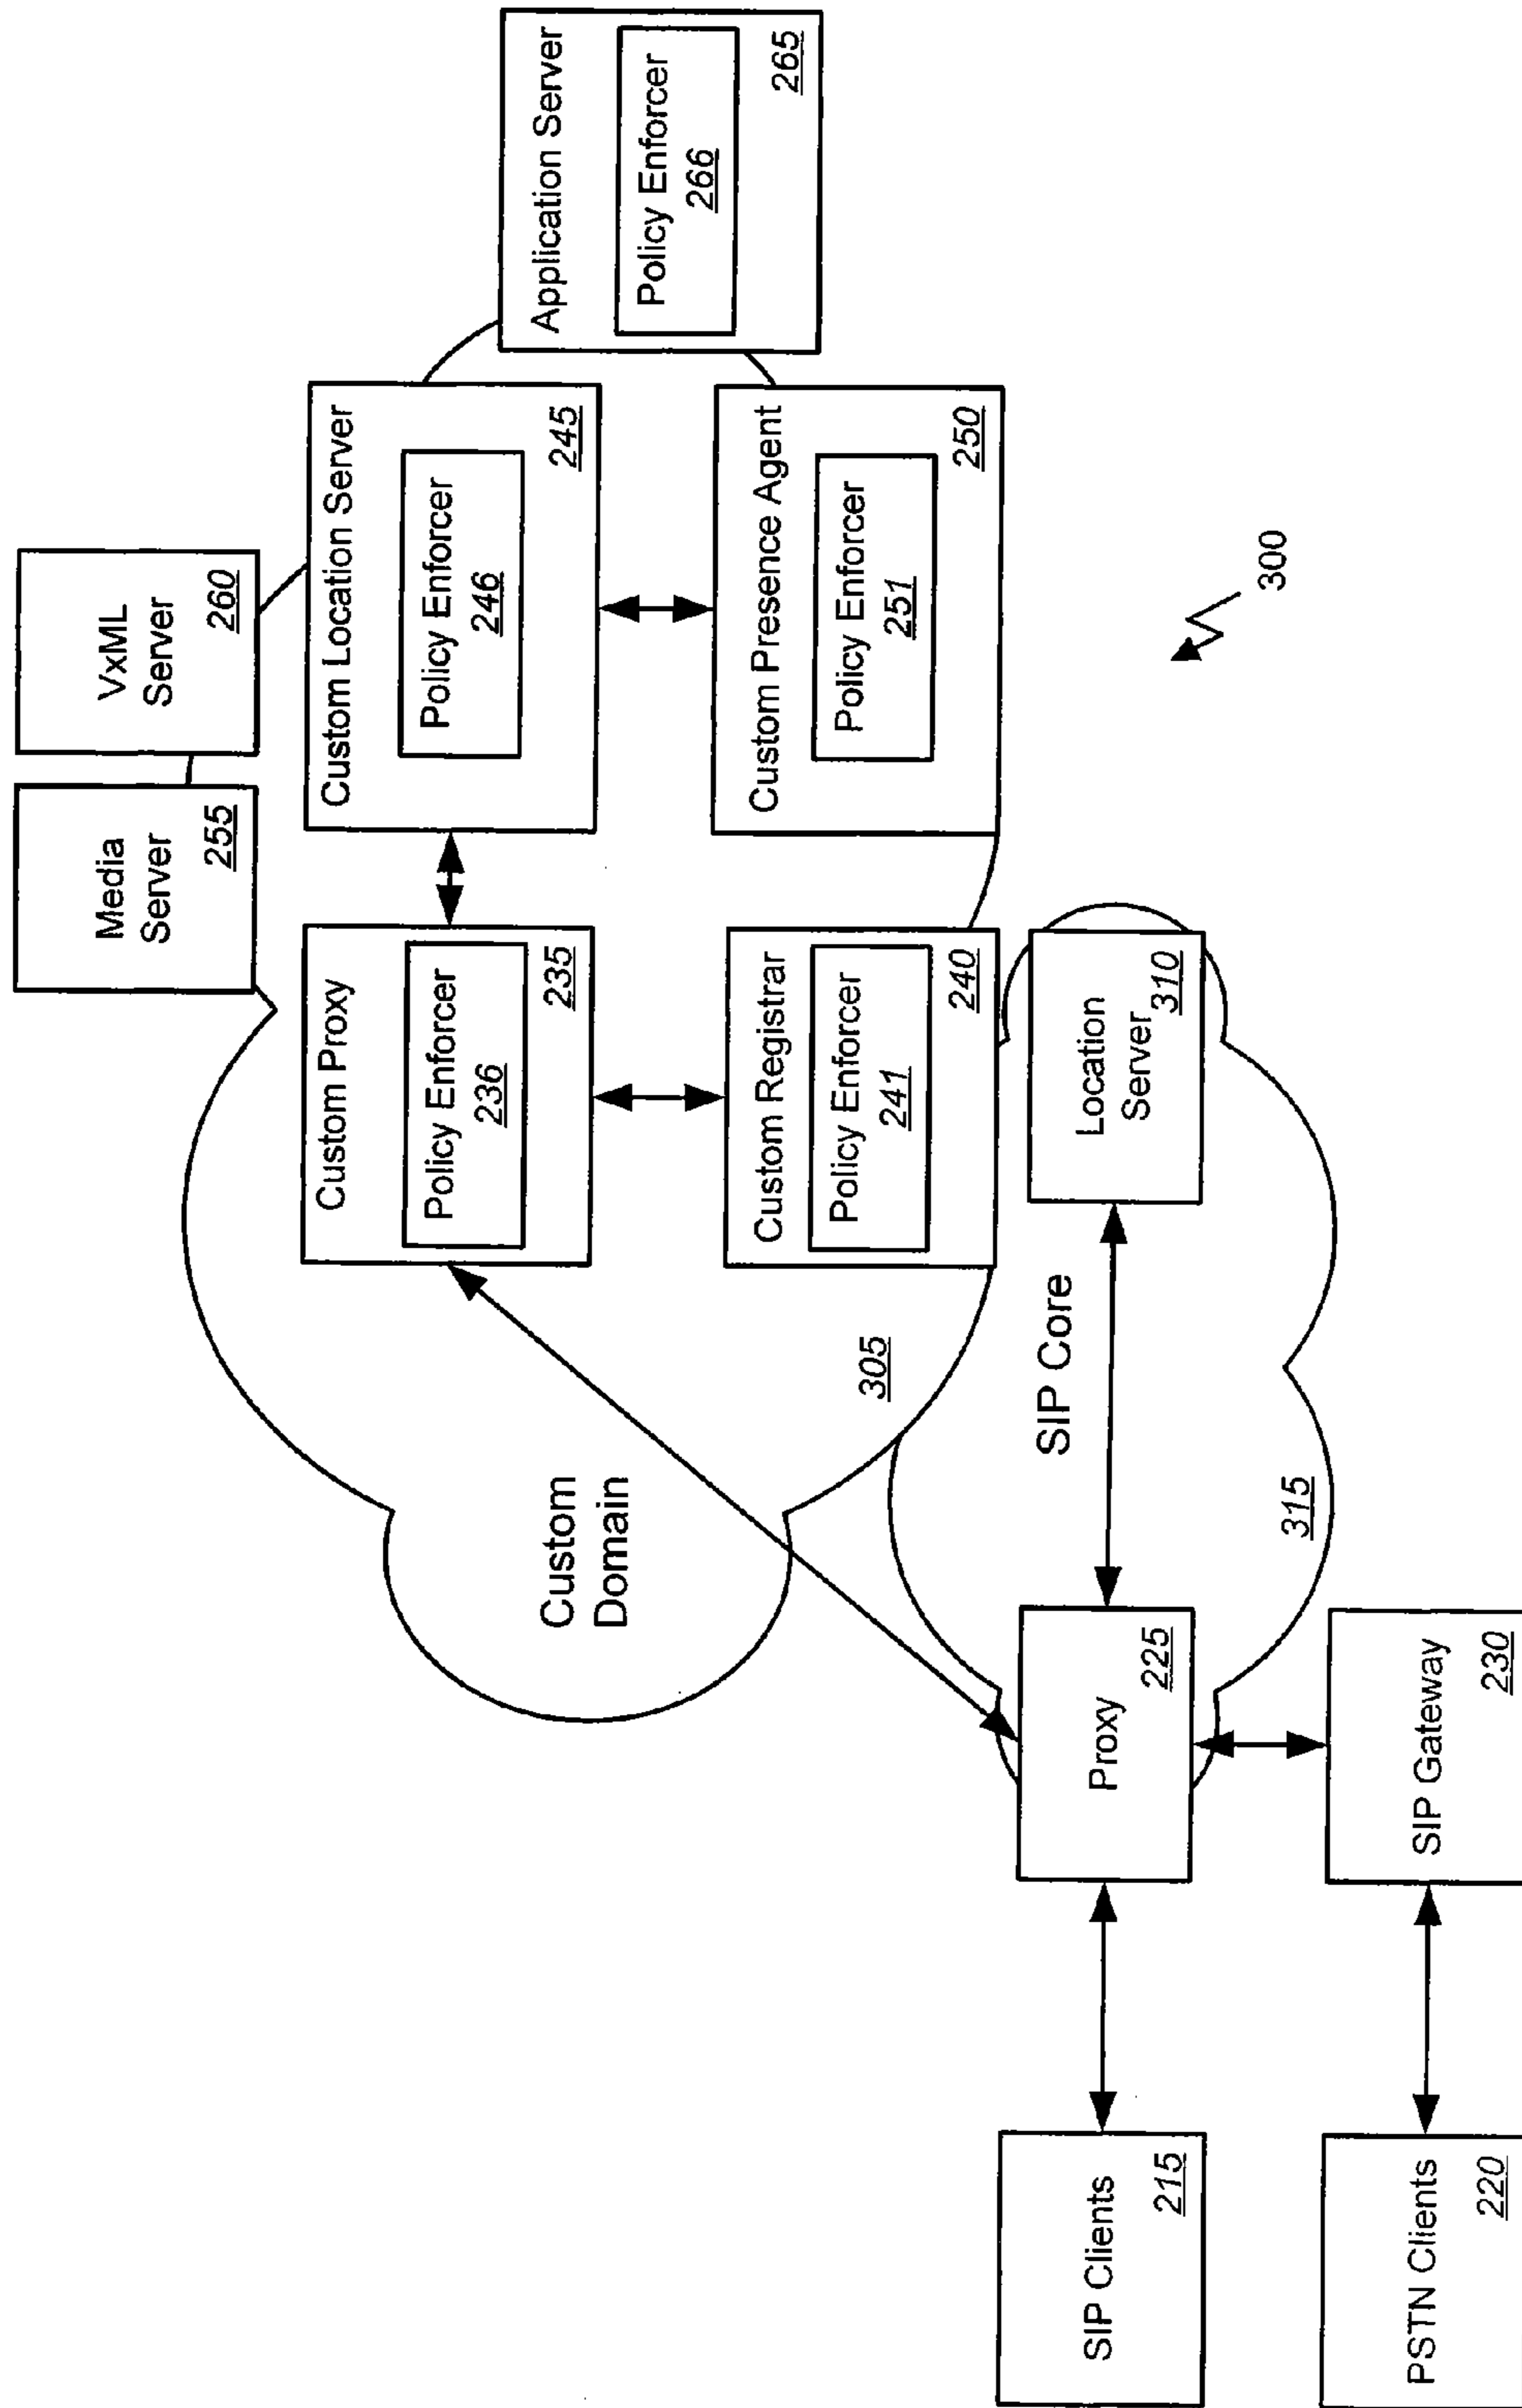 Media
Server
255
VxML
Server
260
Custom Proxy
Policy Enforcer
236
235
Custom Location Server
Policy Enforcer
246
245
Application Server
Policy Enforcer
266
265
Custom
Domain
305
Custom Registrar
Policy Enforcer
241
240
Custom Presence Agent
Policy Enforcer
251
250
SIP Clients
215
Proxy
225
SIP Core
Location
Server
310
315
300
PSTN Clients
220
SIP Gateway
230